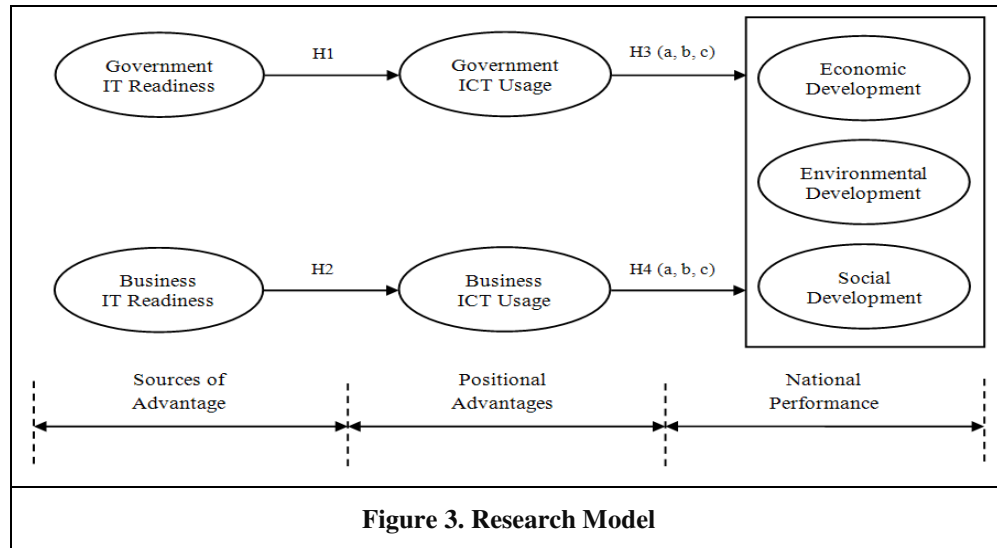 Government
IT Readiness
H1
Government
ICT Usage
H3 (a, b, c)
Economic
Development
Environmental
Development
Business
IT Readiness
H2
Business
ICT Usage
H4 (a, b, c)
Social
Development
Sources of
Advantage
Positional
Advantages
National
Performance
Figure 3. Research Model